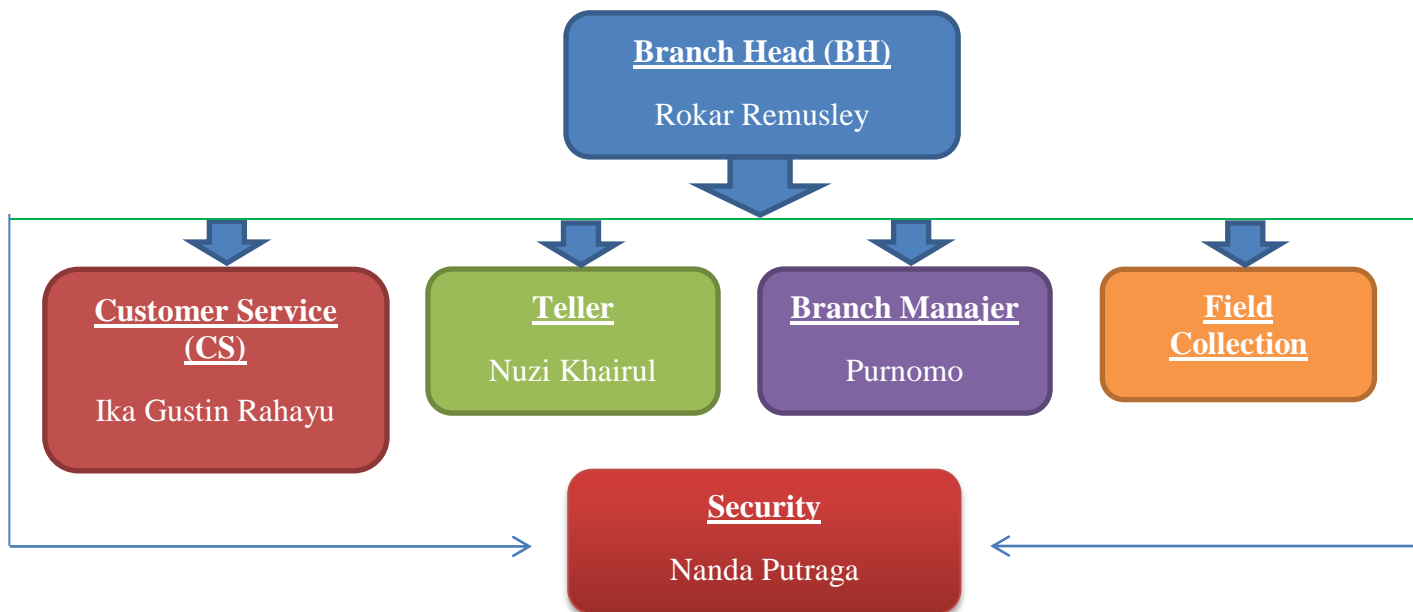 Branch Head (BH)
Rokar Remusley
Customer Service
(CS)
Ika Gustin Rahayu
Teller
Nuzi Khairul
Branch Manajer
Purnomo
Field
Collection
Security
Nanda Putraga